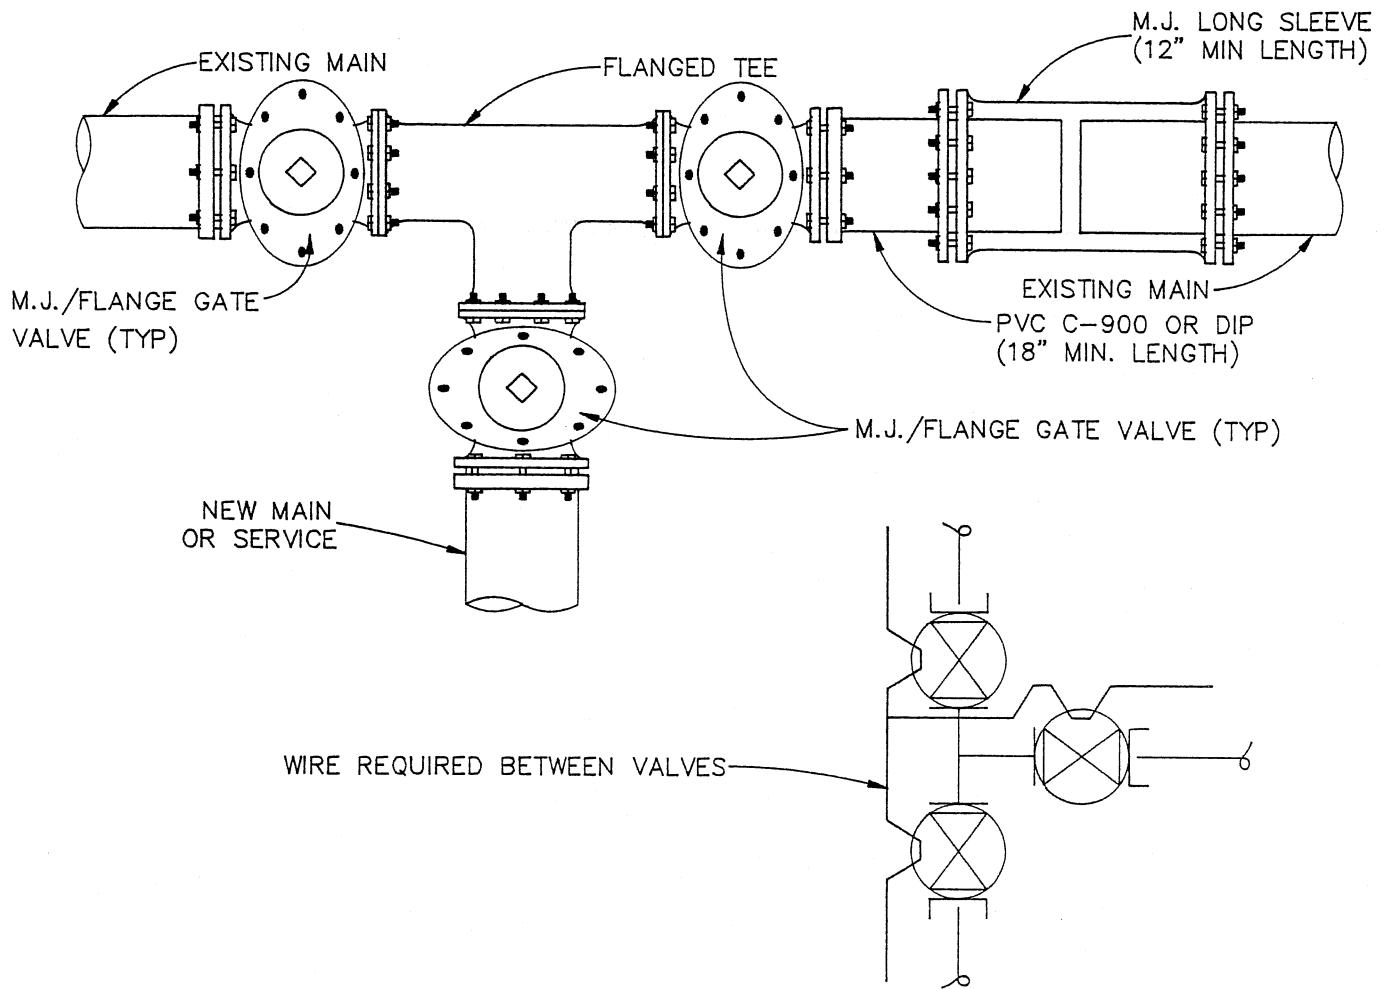 M.J. LONG SLEEVE
(12" MIN LENGTH)
EXISTING MAIN
FLANGED TEE
M.J./FLANGE GATE
VALVE (TYP)
EXISTING MAIN
PVC C-900 OR DIP
(18" MIN. LENGTH)
M.J./FLANGE GATE VALVE (TYP)
NEW MAIN
OR SERVICE
WIRE REQUIRED BETWEEN VALVES